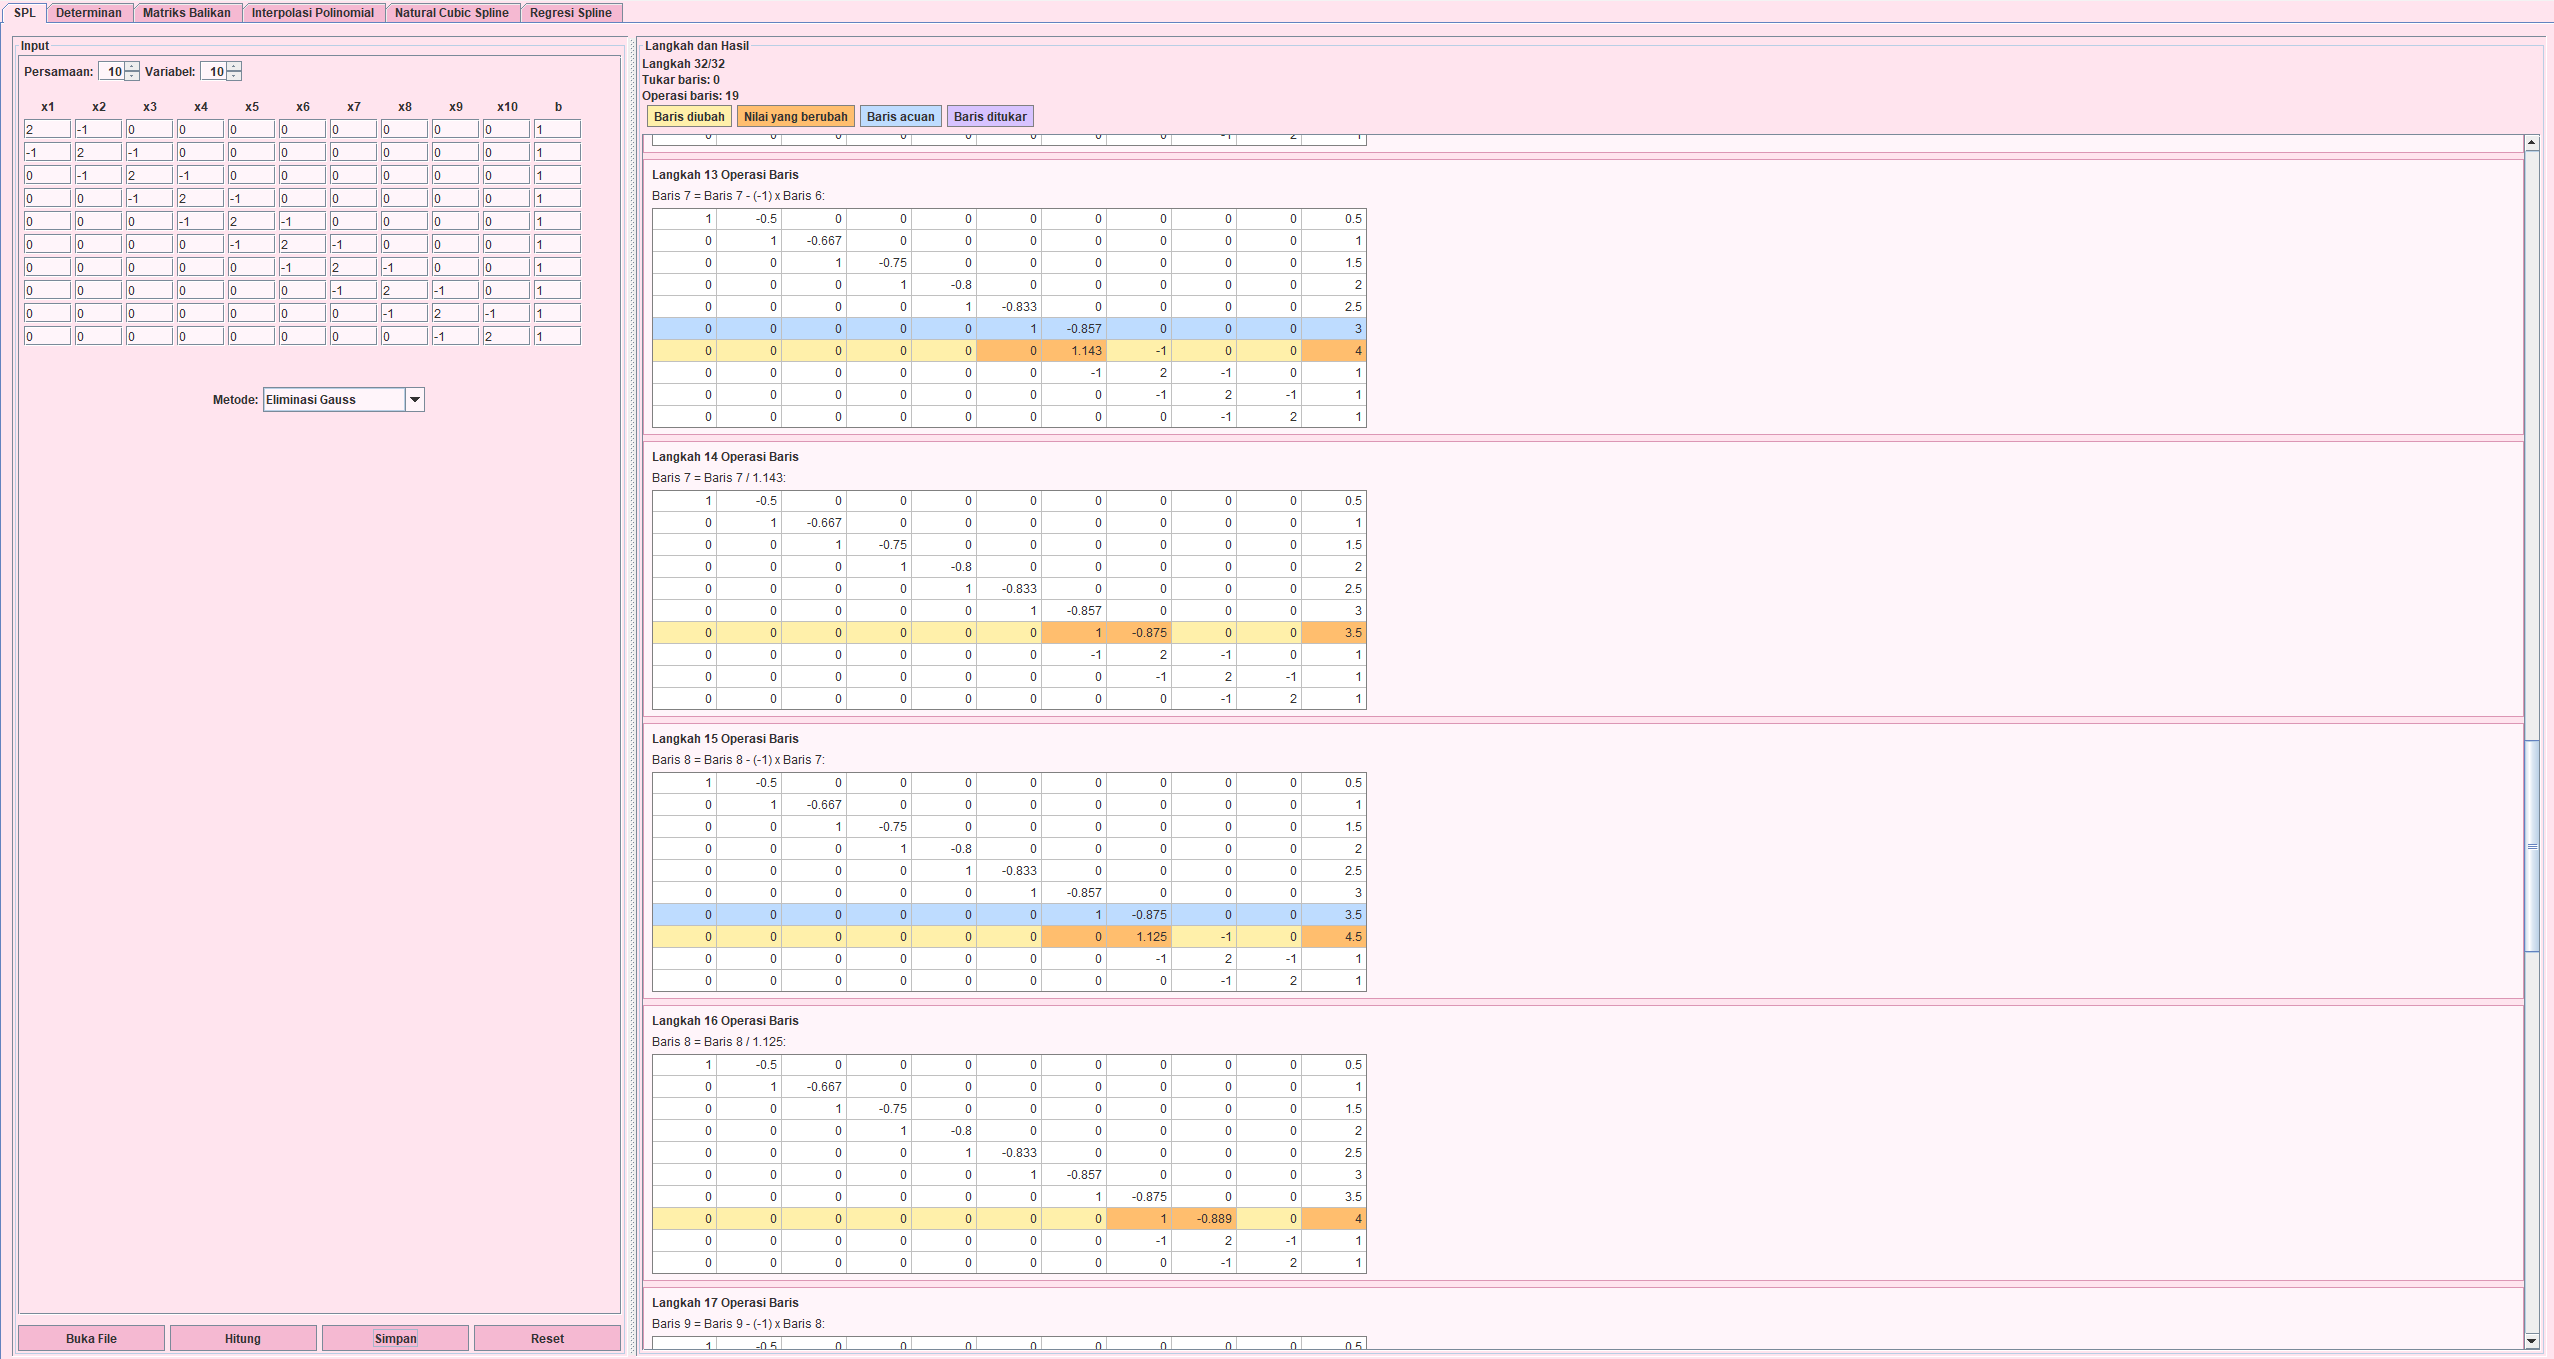 SPL Determinan Matriks Balikan Interpolasi Polinomial Natural Cubic Spline Regresi Spline
Input
Persamaan: 10 Variabel: 10
x1 x2 x3 x4 x5 x6 x7 x8 x9 x10 b
2 -1 0 0 0 0 0 0 0 0 1
-1 2 -1 0 0 0 0 0 0 0 1
0 -1 2 -1 0 0 0 0 0 0 1
0 0 -1 2 -1 0 0 0 0 0 1
0 0 0 -1 2 -1 0 0 0 0 1
0 0 0 0 -1 2 -1 0 0 0 1
0 0 0 0 0 -1 2 -1 0 0 1
0 0 0 0 0 0 -1 2 -1 0 1
0 0 0 0 0 0 0 -1 2 -1 1
0 0 0 0 0 0 0 0 -1 2 1
Metode: Eliminasi Gauss
Buka File Hitung Simpan Reset
Langkah dan Hasil
Langkah 32/32
Tukar baris: 0
Operasi baris: 19
Baris diubah Nilai yang berubah Baris acuan Baris ditukar
0 0 0 0 0 0 0 0 -1 2 1
Langkah 13 Operasi Baris
Baris 7 = Baris 7 - (-1) x Baris 6:
1 -0.5 0 0 0 0 0 0 0 0 0.5
0 1 -0.667 0 0 0 0 0 0 0 1
0 0 1 -0.75 0 0 0 0 0 0 1.5
0 0 0 1 -0.8 0 0 0 0 0 2
0 0 0 0 1 -0.833 0 0 0 0 2.5
0 0 0 0 0 1 -0.857 0 0 0 3
0 0 0 0 0 0 1.143 -1 0 0 4
0 0 0 0 0 0 -1 2 -1 0 1
0 0 0 0 0 0 0 -1 2 -1 1
0 0 0 0 0 0 0 0 -1 2 1
Langkah 14 Operasi Baris
Baris 7 = Baris 7 / 1.143:
1 -0.5 0 0 0 0 0 0 0 0 0.5
0 1 -0.667 0 0 0 0 0 0 0 1
0 0 1 -0.75 0 0 0 0 0 0 1.5
0 0 0 1 -0.8 0 0 0 0 0 2
0 0 0 0 1 -0.833 0 0 0 0 2.5
0 0 0 0 0 1 -0.857 0 0 0 3
0 0 0 0 0 0 1 -0.875 0 0 3.5
0 0 0 0 0 0 -1 2 -1 0 1
0 0 0 0 0 0 0 -1 2 -1 1
0 0 0 0 0 0 0 0 -1 2 1
Langkah 15 Operasi Baris
Baris 8 = Baris 8 - (-1) x Baris 7:
1 -0.5 0 0 0 0 0 0 0 0 0.5
0 1 -0.667 0 0 0 0 0 0 0 1
0 0 1 -0.75 0 0 0 0 0 0 1.5
0 0 0 1 -0.8 0 0 0 0 0 2
0 0 0 0 1 -0.833 0 0 0 0 2.5
0 0 0 0 0 1 -0.857 0 0 0 3
0 0 0 0 0 0 1 -0.875 0 0 3.5
0 0 0 0 0 0 0 1.125 -1 0 4.5
0 0 0 0 0 0 0 -1 2 -1 1
0 0 0 0 0 0 0 0 -1 2 1
Langkah 16 Operasi Baris
Baris 8 = Baris 8 / 1.125:
1 -0.5 0 0 0 0 0 0 0 0 0.5
0 1 -0.667 0 0 0 0 0 0 0 1
0 0 1 -0.75 0 0 0 0 0 0 1.5
0 0 0 1 -0.8 0 0 0 0 0 2
0 0 0 0 1 -0.833 0 0 0 0 2.5
0 0 0 0 0 1 -0.857 0 0 0 3
0 0 0 0 0 0 1 -0.875 0 0 3.5
0 0 0 0 0 0 0 1 -0.889 0 4
0 0 0 0 0 0 0 -1 2 -1 1
0 0 0 0 0 0 0 0 -1 2 1
Langkah 17 Operasi Baris
Baris 9 = Baris 9 - (-1) x Baris 8:
1 -0.5 0 0 0 0 0 0 0 0 0.5